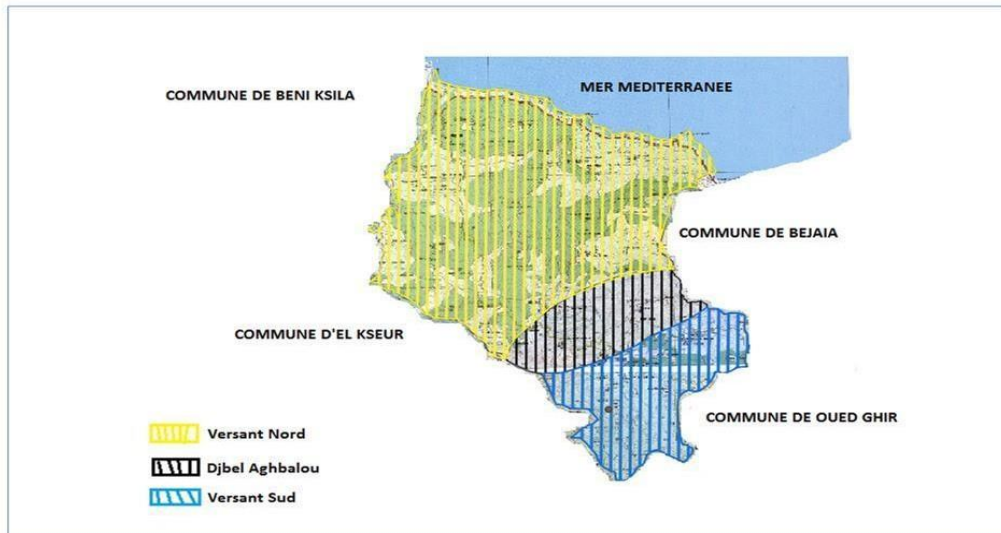 MER MEDITERRANEE
COMMUNE DE BENI KSILA
COMMUNE DE BEJAIA
COMMUNE D'EL KSEUR
COMMUNE DE OUED GHIR
Versant Nord
Djbel Aghbalou
Versant Sud